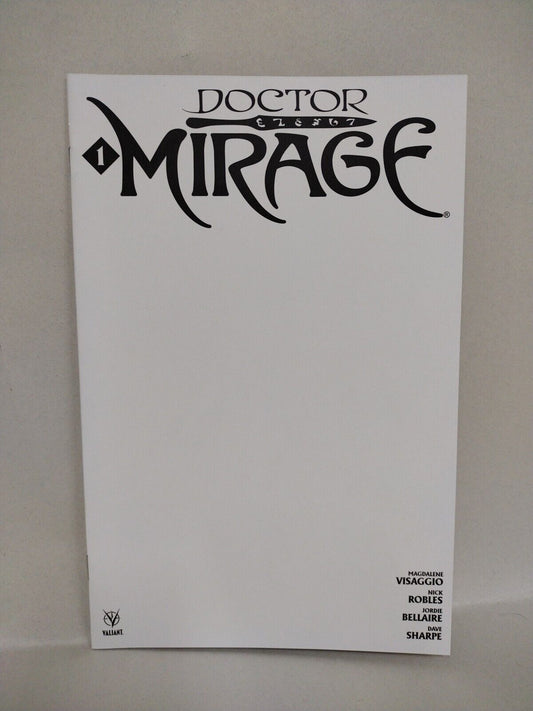 DOCTOR
1
MIRAGE®
MAGDALENE
VISAGGIO
NICK
ROBLES
JORDIE
BELLAIRE
DAVE
SHARPE
VALIANT